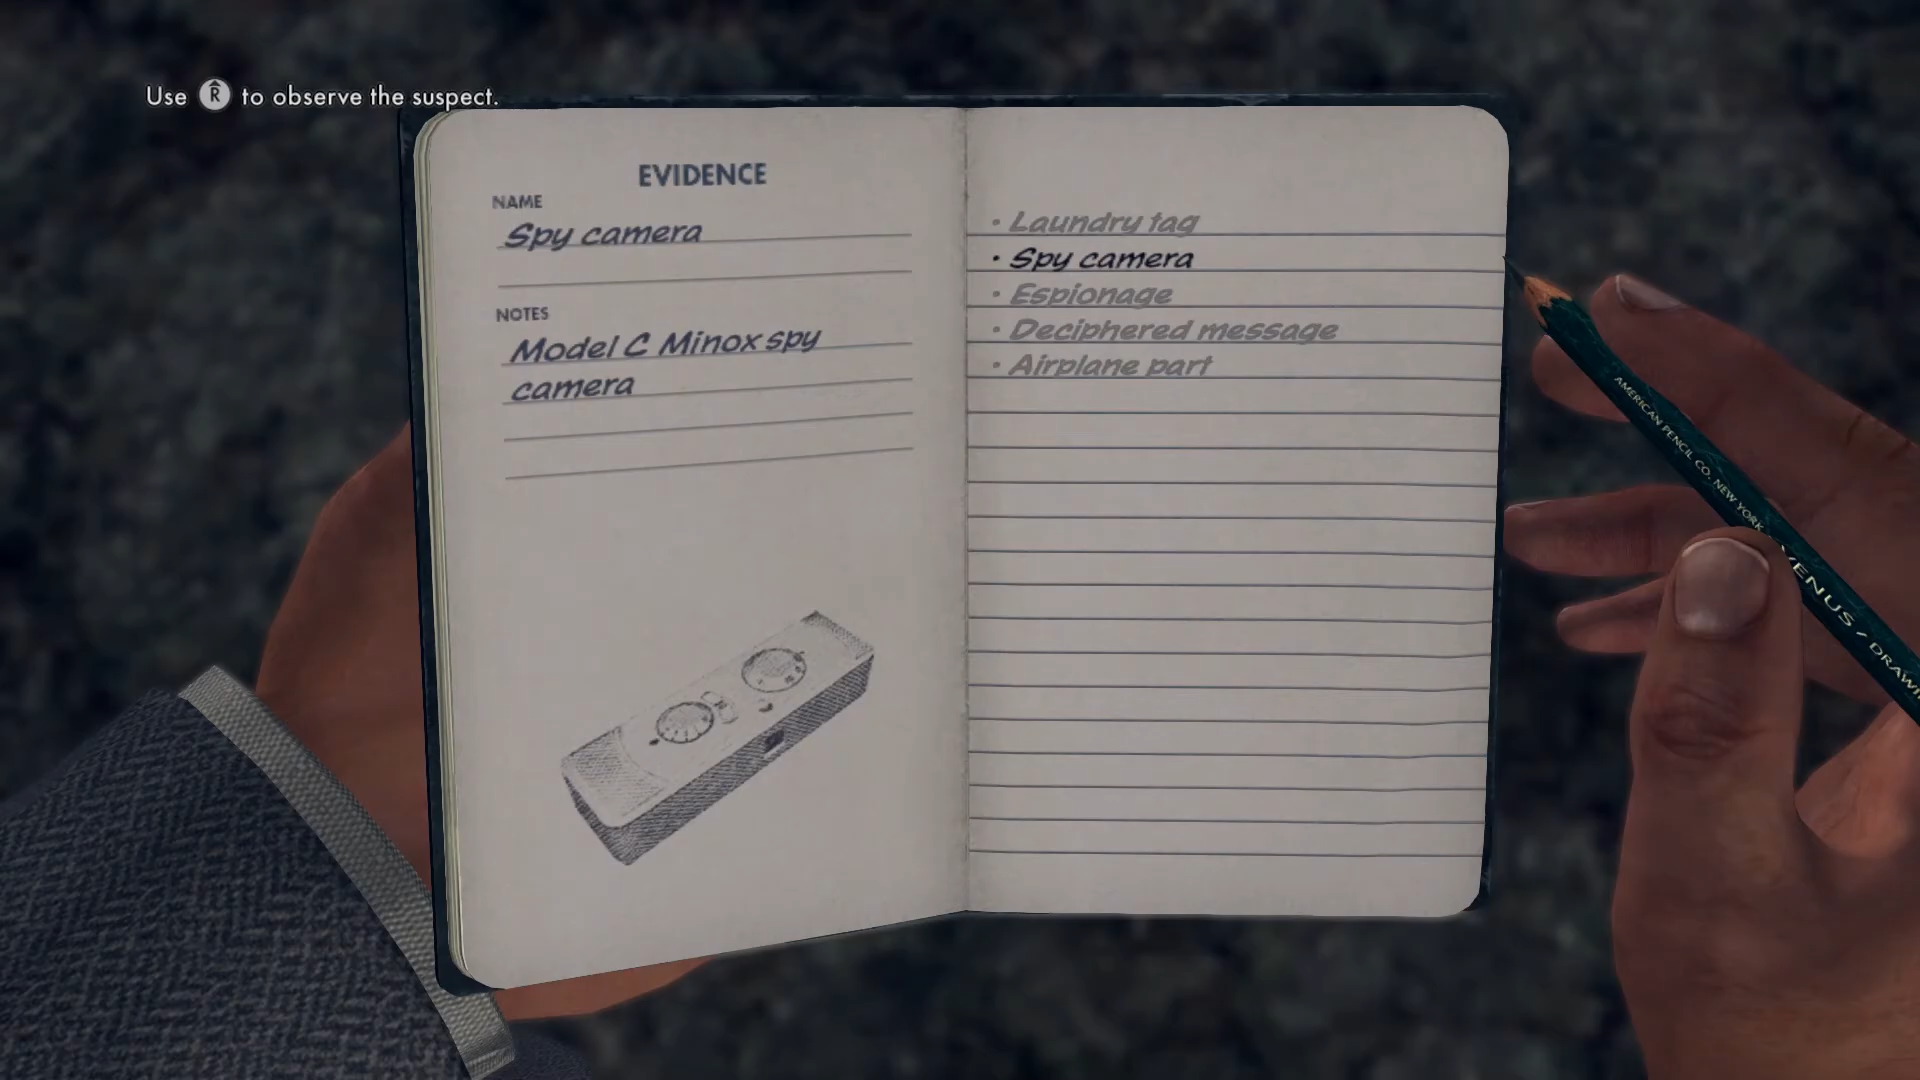 Use R to observe the suspect.
EVIDENCE
NAME
Spy camera
NOTES
Model C Minox spy
camera
• Laundry tag
• Spy camera
• Espionage
• Deciphered message
• Airplane part
AMERICAN PENCIL CO. NEW YORK
VENUS / DRAWI